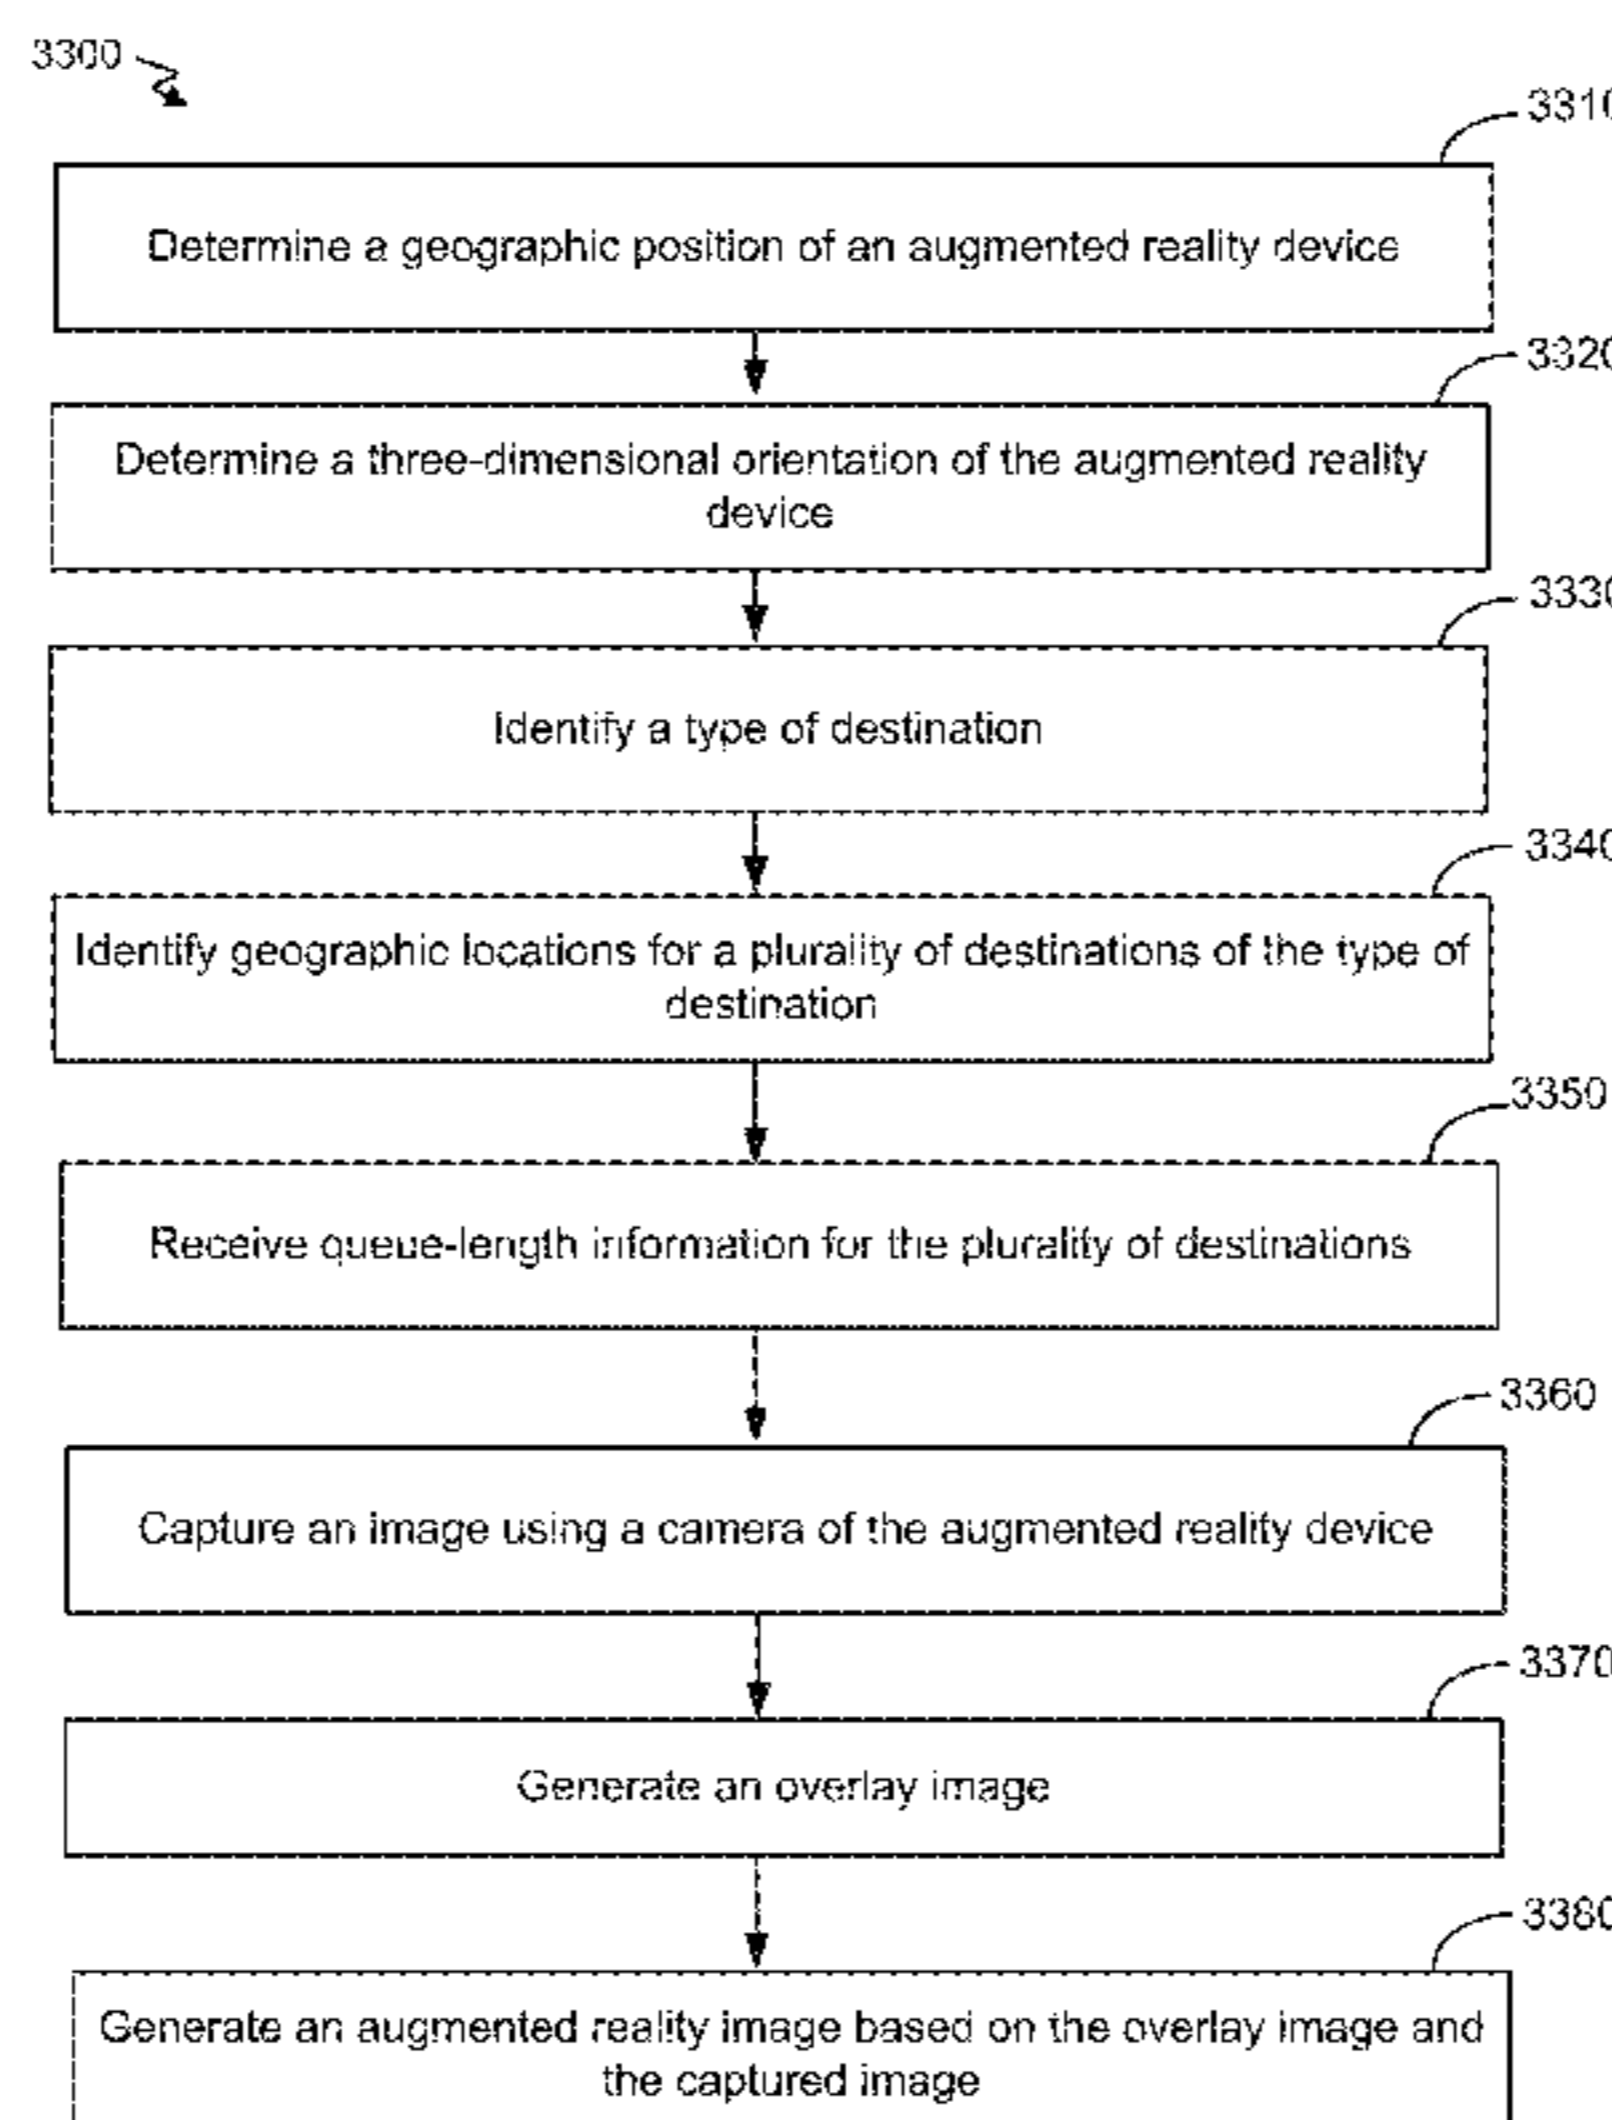 3300
3310
Determine a geographic position of an augmented reality device
3320
Determine a three-dimensional orientation of the augmented reality
device
3330
Identify a type of destination
3340
Identify geographic locations for a plurality of destinations of the type of
destination
3350
Receive queue-length information for the plurality of destinations
3360
Capture an image using a camera of the augmented reality device
3370
Generate an overlay image
3380
Generate an augmented reality image based on the overlay image and
the captured image